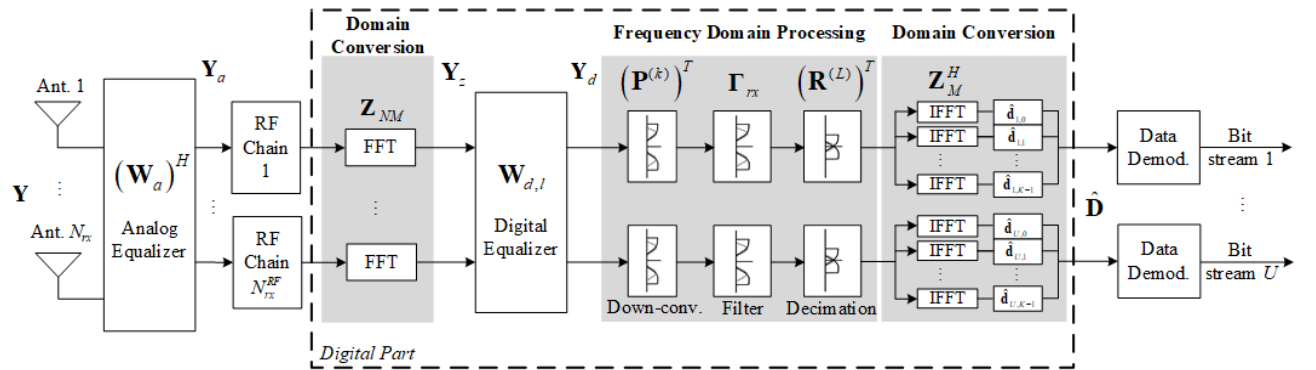 Domain
Conversion
Frequency Domain Processing
Domain Conversion
Y_a
Y_z
Y_d
(P^(k))^T
Γ_rx
(R^(L))^T
Z_M^H
Ant. 1
Z_NM
RF
Chain
1
FFT
IFFT
d̂_1,0
IFFT
d̂_1,1
⋮
⋮
IFFT
d̂_1,K−1
Data
Demod.
Bit
stream 1
Y
⋮
(W_a)^H
⋮
⋮
W_d,l
⋮
D̂
Ant. N_rx
Analog
Equalizer
RF
Chain
N_rx^RF
FFT
Digital
Equalizer
IFFT
d̂_U,0
IFFT
d̂_U,1
⋮
⋮
IFFT
d̂_U,K−1
Data
Demod.
Bit
stream U
Down-conv.
Filter
Decimation
Digital Part